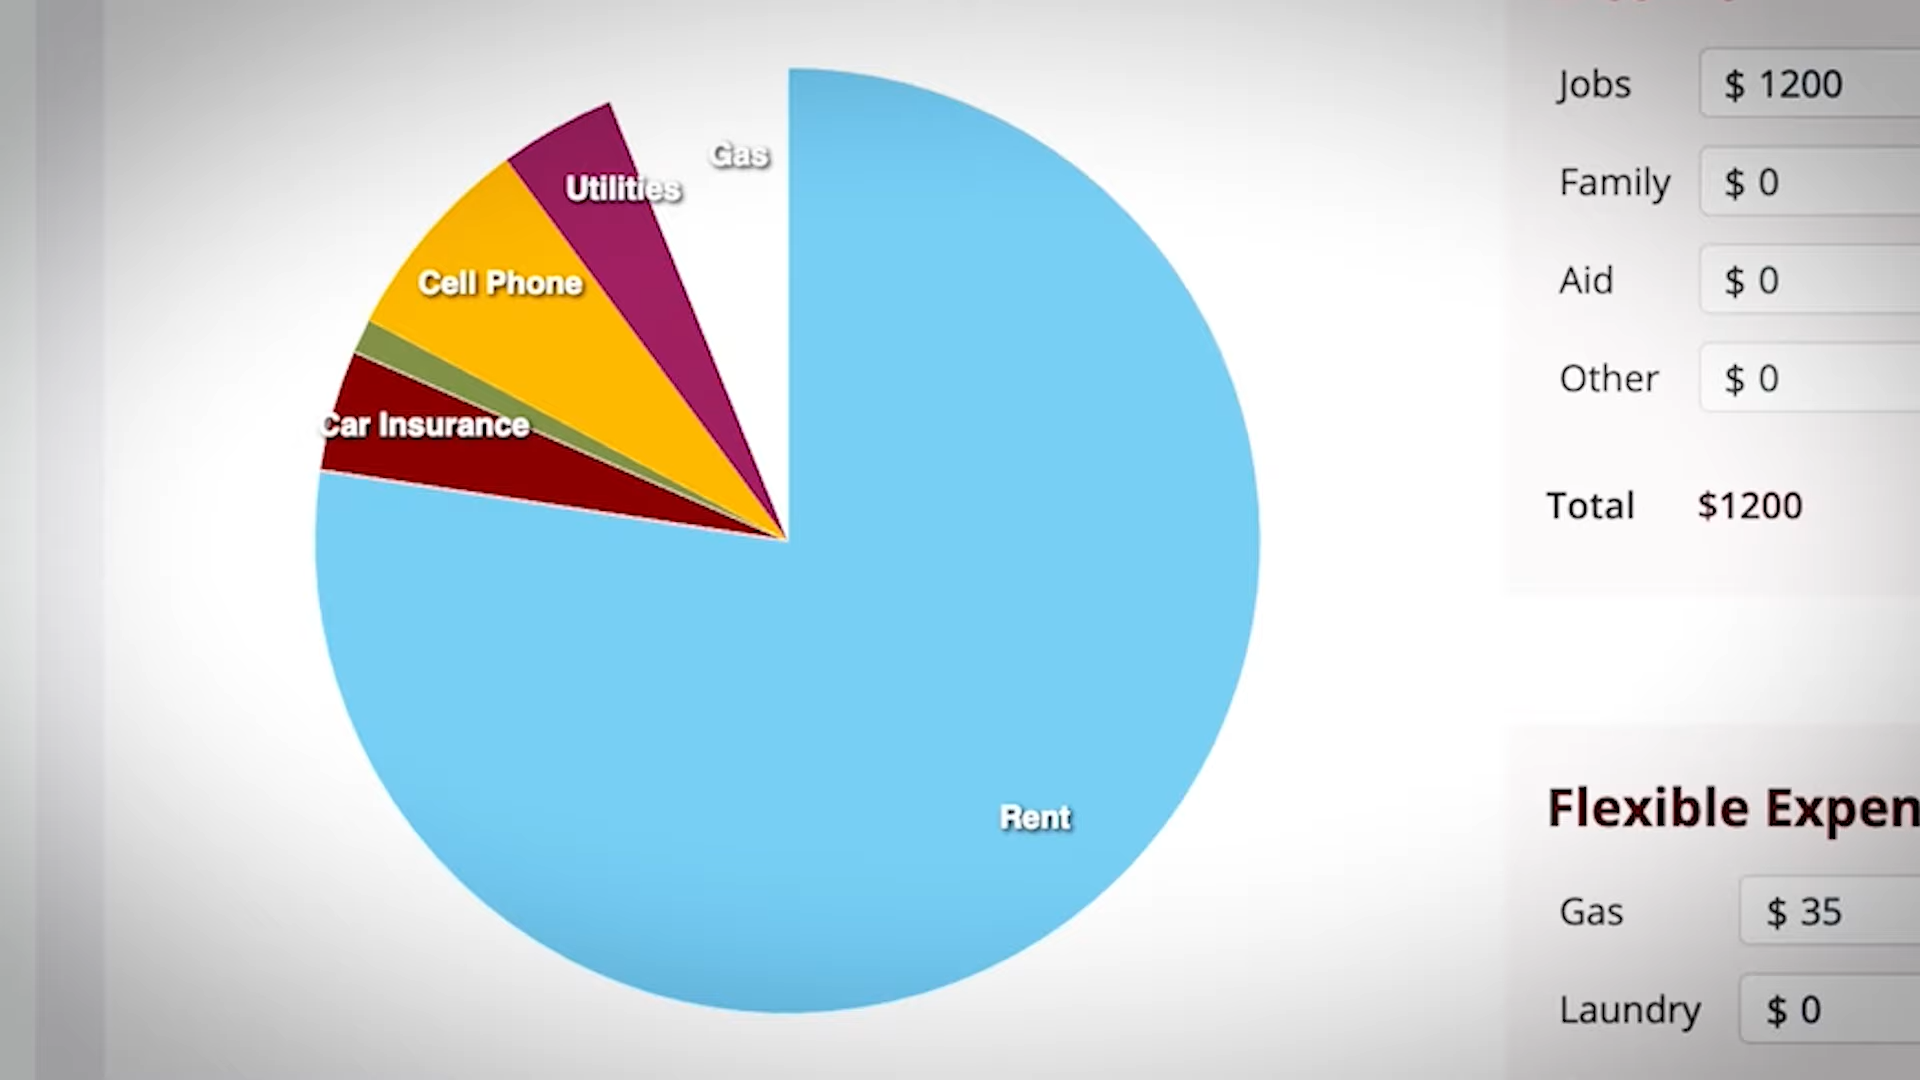 Gas
Utilities
Cell Phone
Car Insurance
Rent
Jobs $ 1200
Family $ 0
Aid $ 0
Other $ 0
Total $1200
Flexible Expen
Gas $ 35
Laundry $ 0